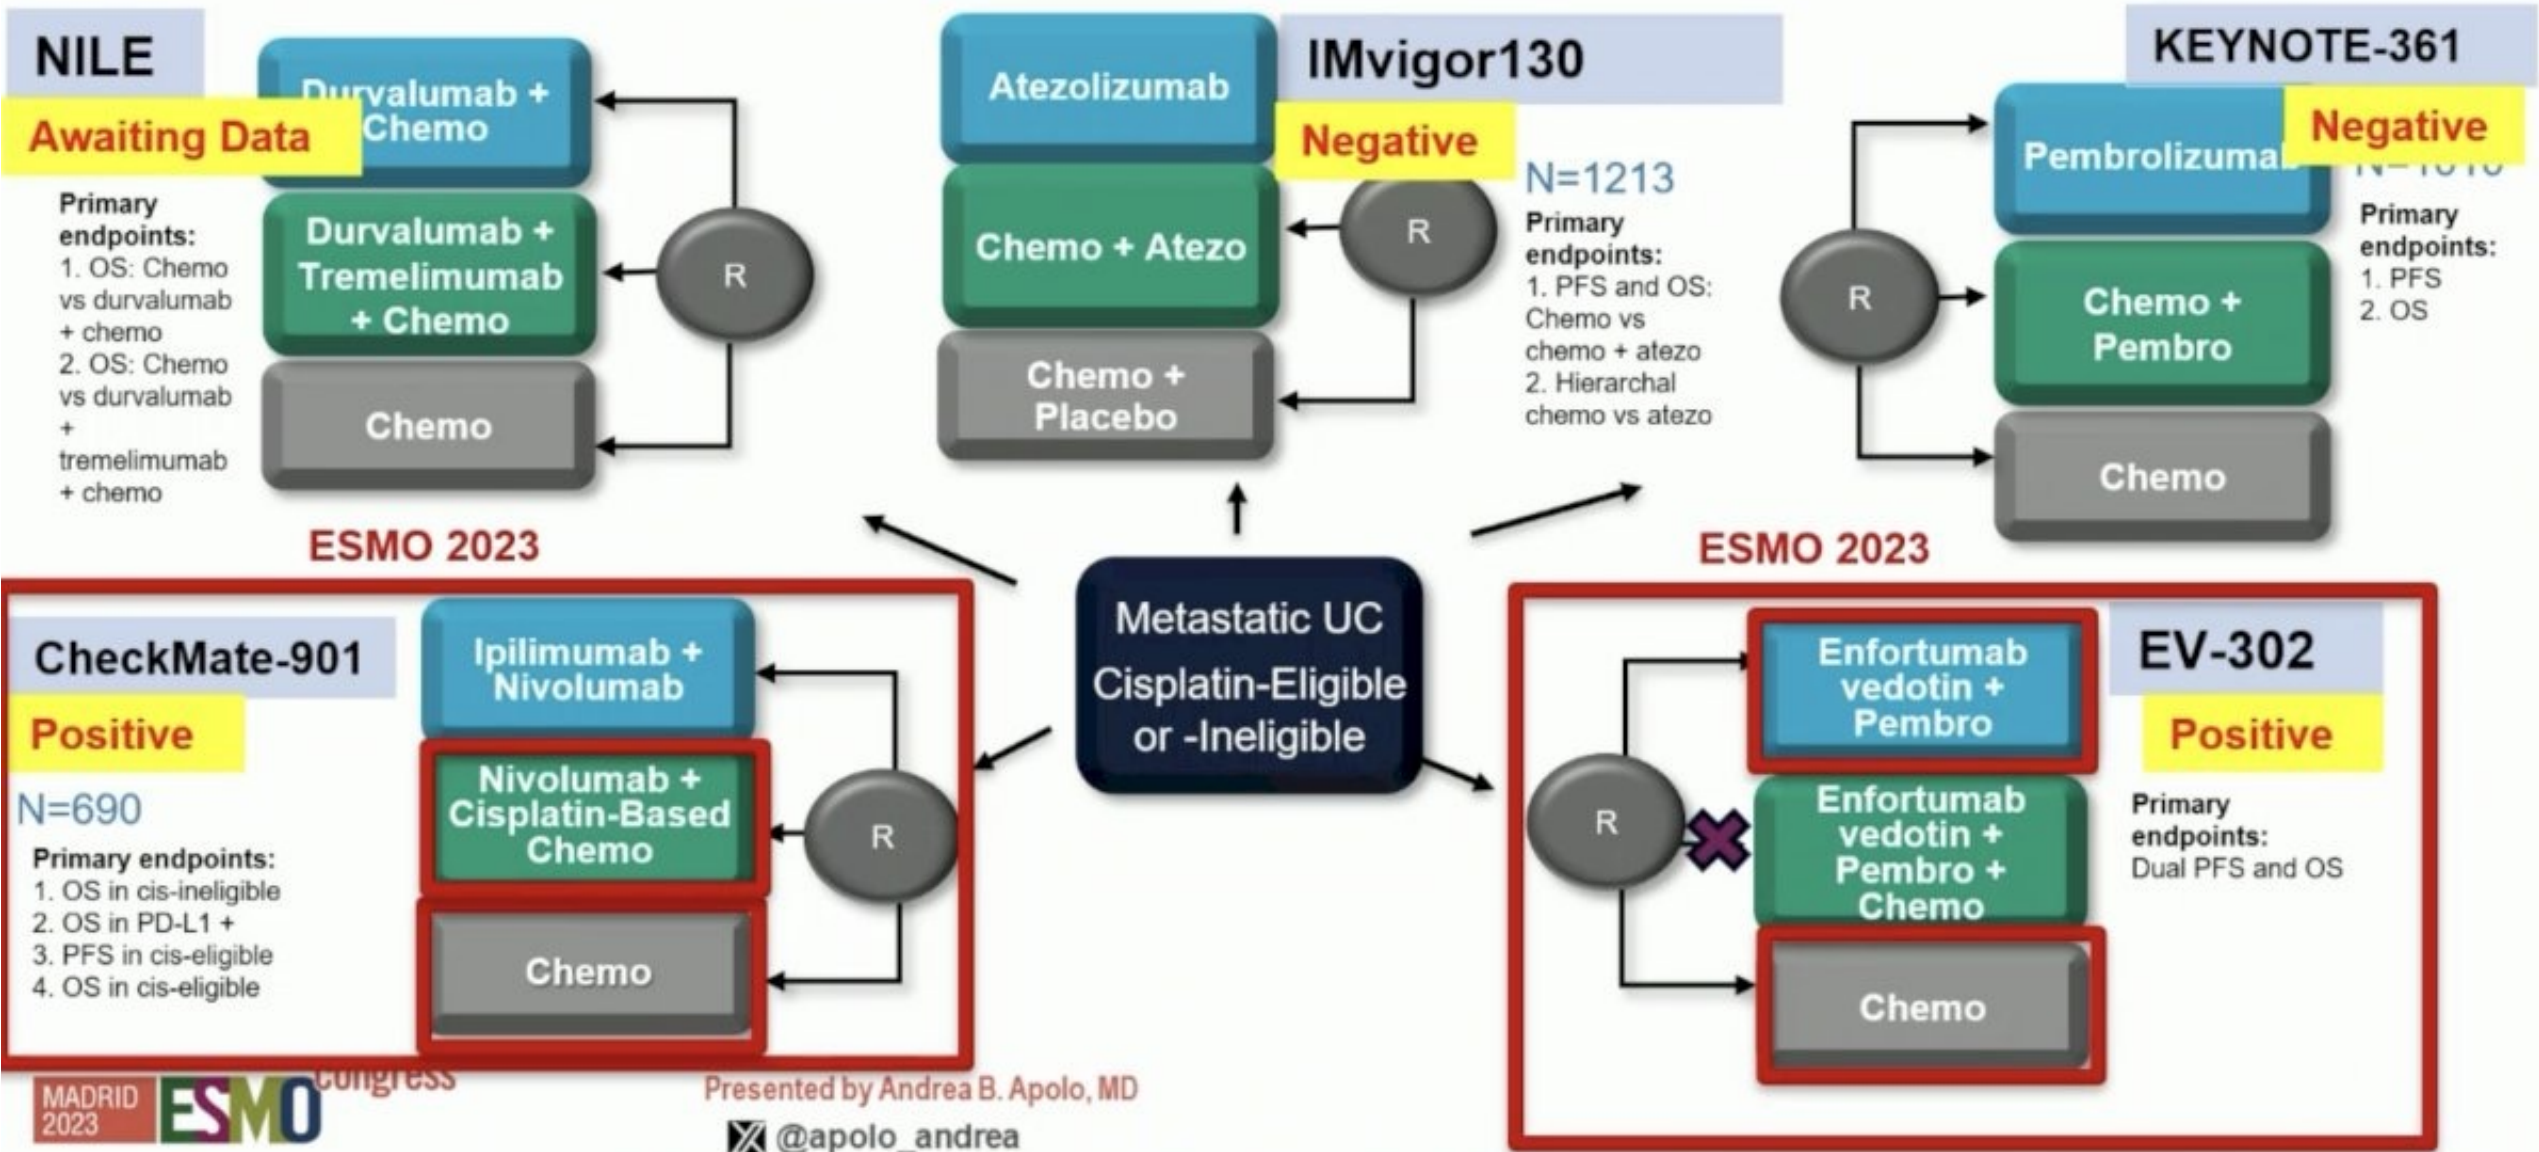 NILE
Awaiting Data
Durvalumab +
Chemo
Durvalumab +
Tremelimumab
+ Chemo
Chemo
R
Primary
endpoints:
1. OS: Chemo
vs durvalumab
+ chemo
2. OS: Chemo
vs durvalumab
+
tremelimumab
+ chemo
IMvigor130
Negative
Atezolizumab
Chemo + Atezo
Chemo +
Placebo
R
N=1213
Primary
endpoints:
1. PFS and OS:
Chemo vs
chemo + atezo
2. Hierarchal
chemo vs atezo
KEYNOTE-361
Negative
Pembrolizumab
Chemo +
Pembro
Chemo
R
Primary
endpoints:
1. PFS
2. OS
Metastatic UC
Cisplatin-Eligible
or -Ineligible
ESMO 2023
CheckMate-901
Positive
N=690
Primary endpoints:
1. OS in cis-ineligible
2. OS in PD-L1 +
3. PFS in cis-eligible
4. OS in cis-eligible
Ipilimumab +
Nivolumab
Nivolumab +
Cisplatin-Based
Chemo
Chemo
R
ESMO 2023
EV-302
Positive
R
Enfortumab
vedotin +
Pembro
Enfortumab
vedotin +
Pembro +
Chemo
Chemo
Primary
endpoints:
Dual PFS and OS
MADRID
2023
ESMO congress
Presented by Andrea B. Apolo, MD
X @apolo_andrea